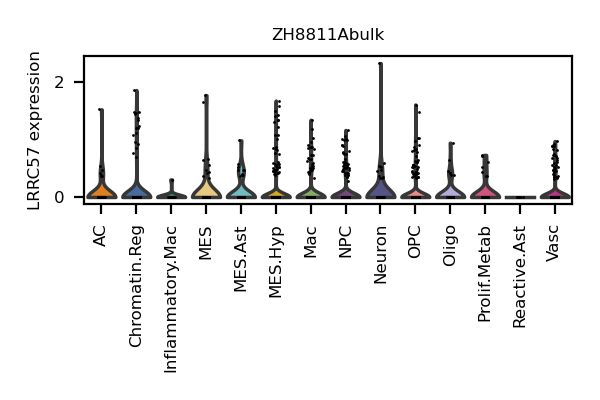 ZH8811Abulk
LRRC57 expression
2
0
AC
Chromatin.Reg
Inflammatory.Mac
MES
MES.Ast
MES.Hyp
Mac
NPC
Neuron
OPC
Oligo
Prolif.Metab
Reactive.Ast
Vasc